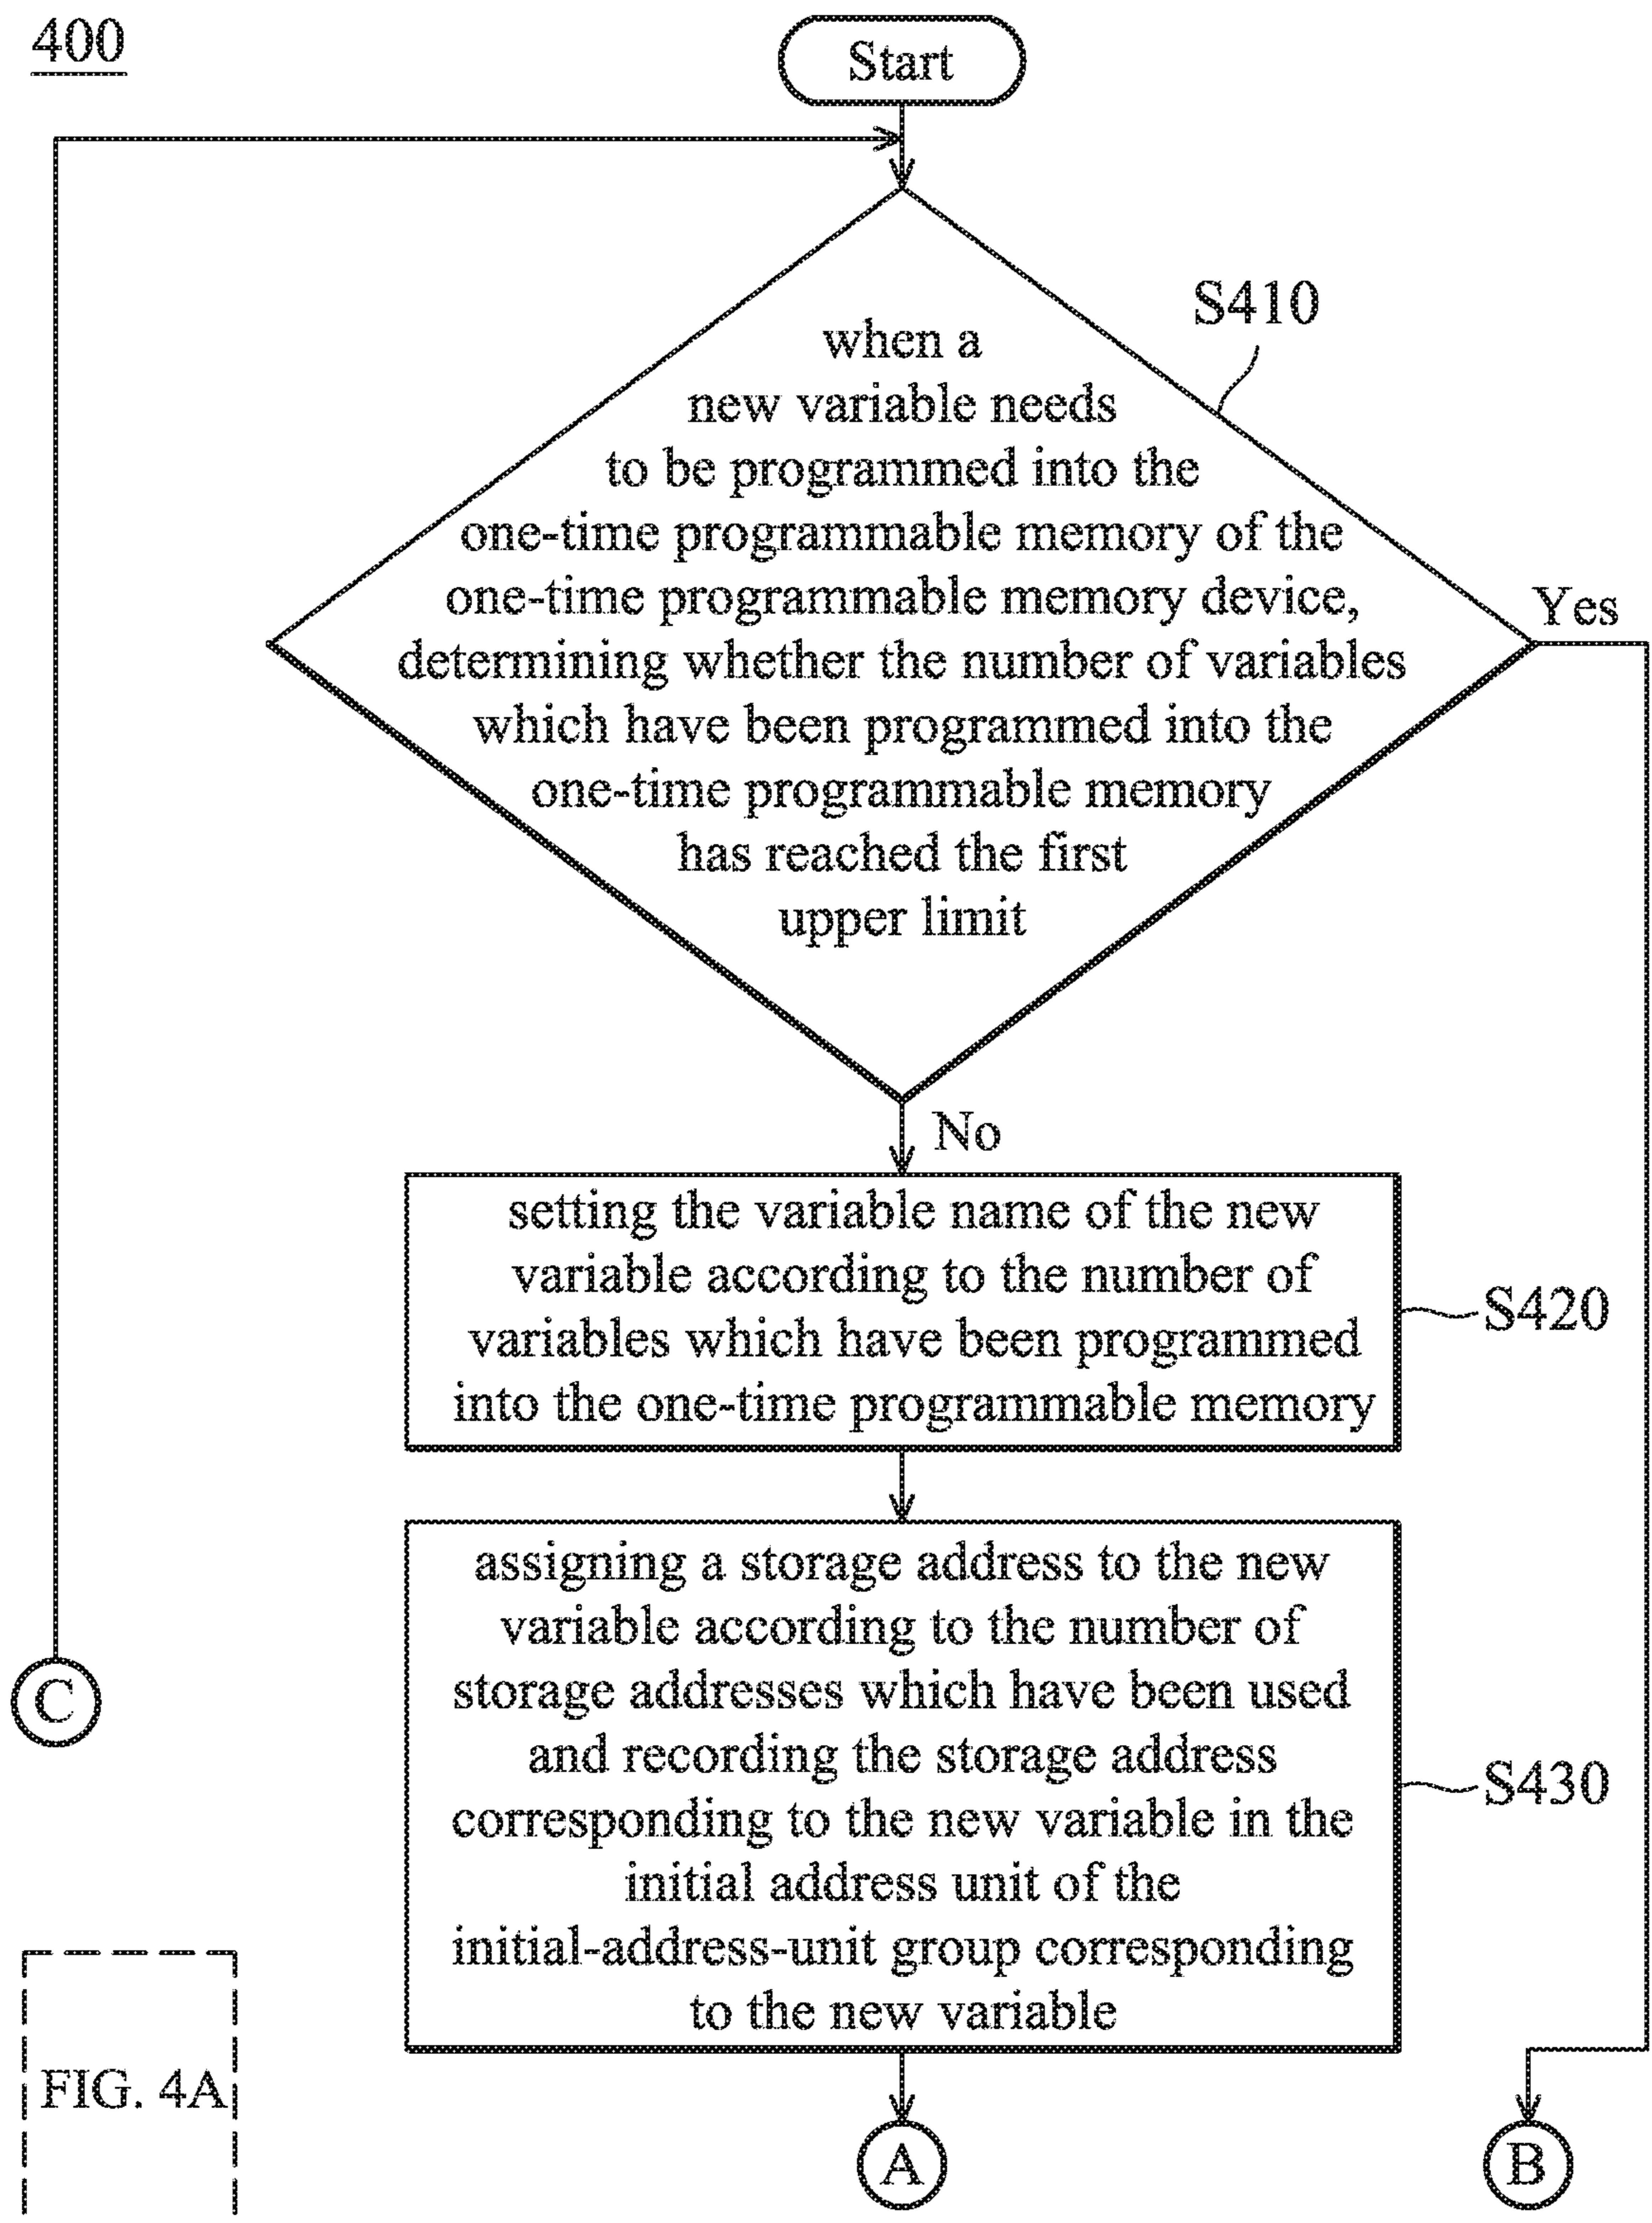 400
Start
S410
when a
new variable needs
to be programmed into the
one-time programmable memory of the
one-time programmable memory device,
determining whether the number of variables
which have been programmed into the
one-time programmable memory
has reached the first
upper limit
Yes
No
setting the variable name of the new
variable according to the number of
variables which have been programmed
into the one-time programmable memory
S420
assigning a storage address to the new
variable according to the number of
storage addresses which have been used
and recording the storage address
corresponding to the new variable in the
initial address unit of the
initial-address-unit group corresponding
to the new variable
S430
C
FIG. 4A
A
B